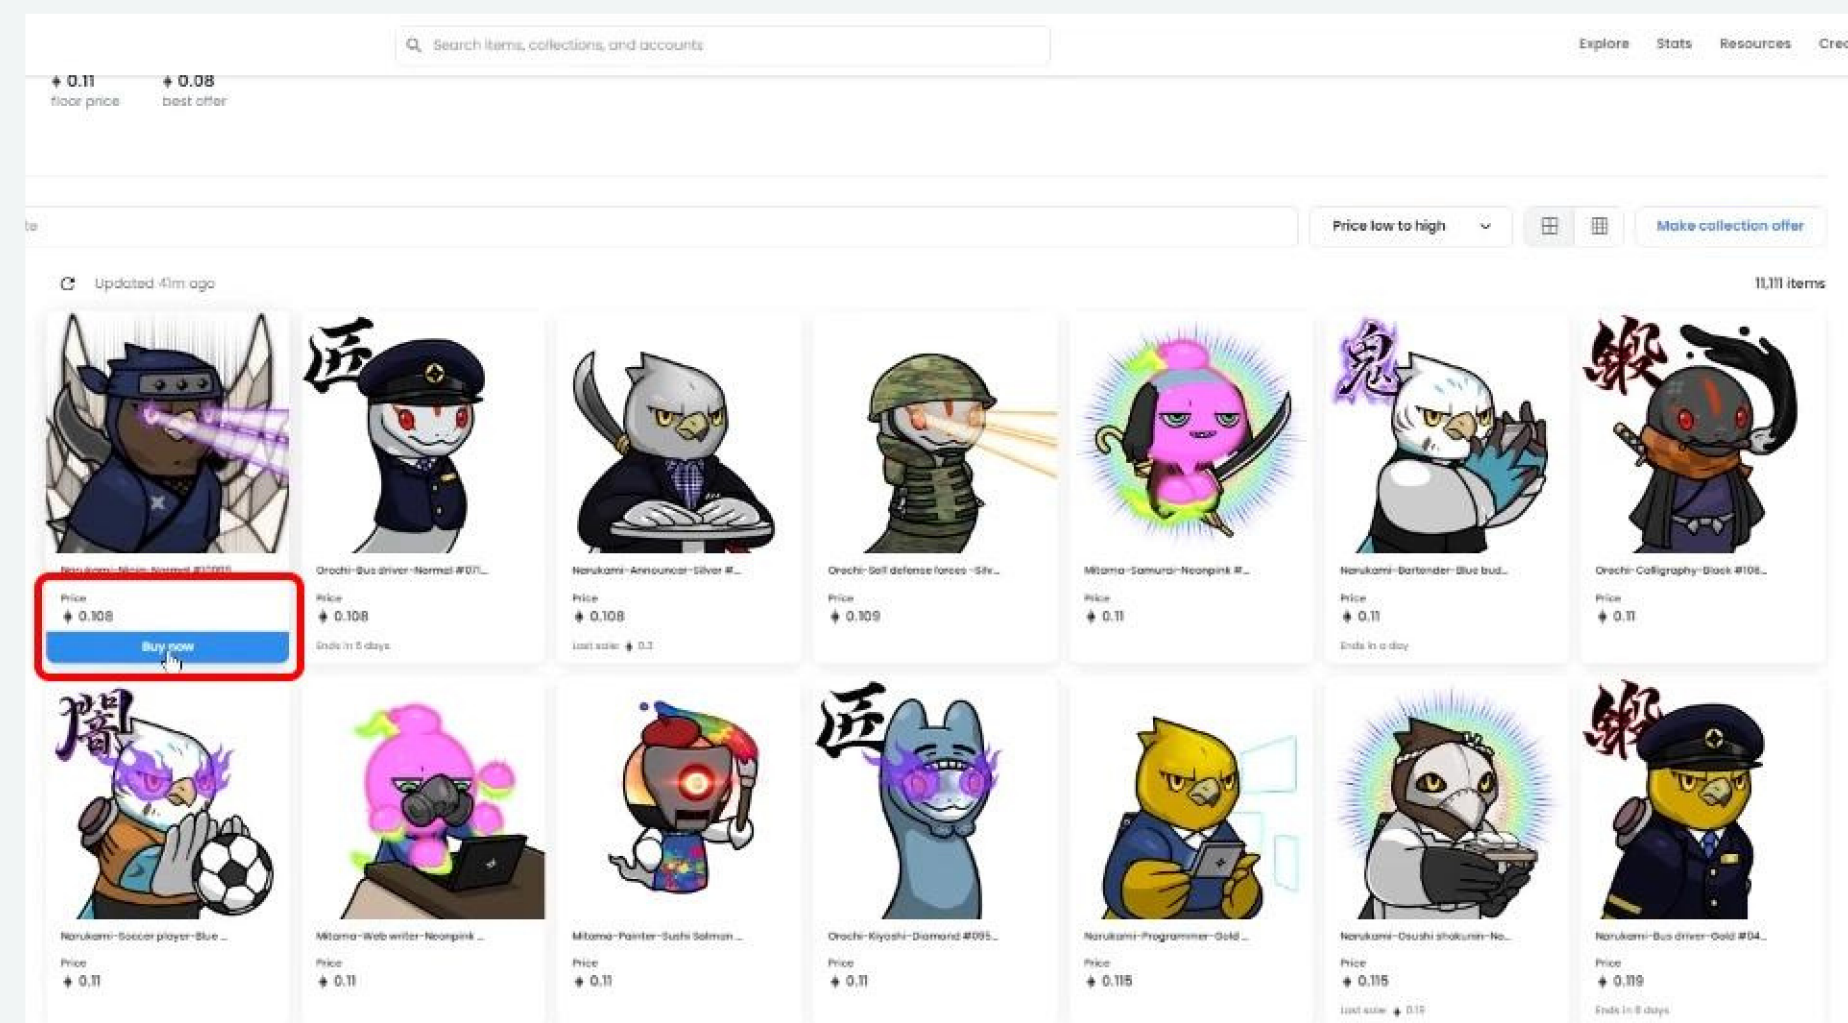 Search items, collections, and accounts
Explore Stats Resources
0.11 0.08
floor price best offer
Price low to high
Make collection offer
Updated 41m ago
11,111 items
匠
鬼
鍛
Orochi-Bus driver-Normal #071...
Narukami-Announcer-Silver #...
Orochi-Self defense forces -Silv...
Mitama-Samurai-Neonpink #...
Narukami-Bartender-Blue bud...
Orochi-Calligraphy-Black #108...
Price Price Price Price Price Price Price
0.108 0.108 0.108 0.109 0.11 0.11 0.11
Buy now
Ends in 5 days
Last sale: 0.3
Ends in a day
闇
匠
鍛
Narukami-Soccer player-Blue ...
Mitama-Web writer-Neonpink ...
Mitama-Painter-Sushi Salmon ...
Orochi-Kiyoshi-Diamond #095...
Narukami-Programmer-Gold ...
Narukami-Osushi shokunin-No...
Narukami-Bus driver-Gold #04...
Price Price Price Price Price Price Price
0.11 0.11 0.11 0.11 0.115 0.115 0.119
Last sale: 0.19
Ends in 8 days